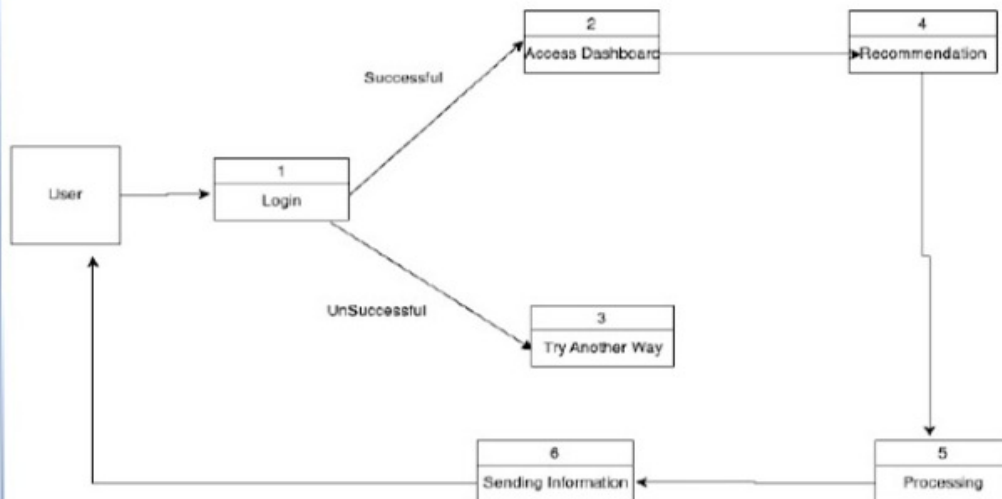 2
Access Dashboard
4
Recommendation
Successful
User
1
Login
UnSuccessful
3
Try Another Way
6
Sending Information
5
Processing